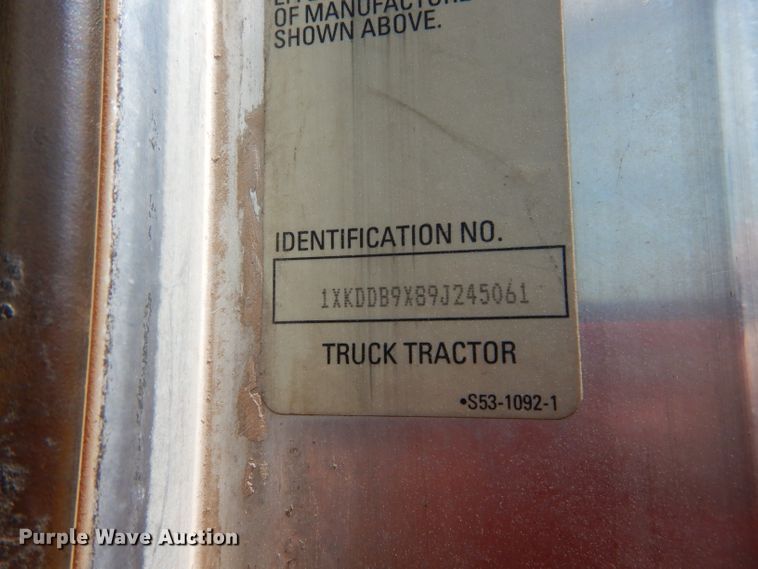 OF MANUFACTURE
SHOWN ABOVE.
IDENTIFICATION NO.
1XKDDB9X89J245061
TRUCK TRACTOR
•S53-1092-1
Purple Wave Auction